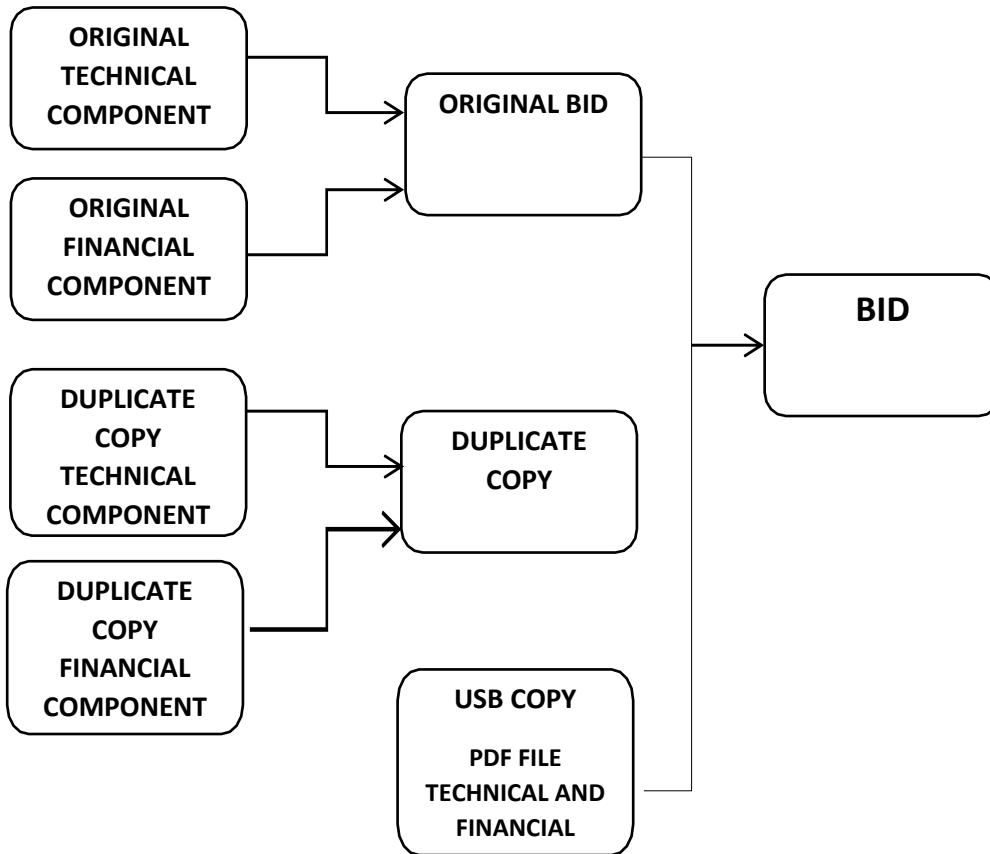 ORIGINAL
TECHNICAL
COMPONENT
ORIGINAL
FINANCIAL
COMPONENT
ORIGINAL BID
DUPLICATE
COPY
TECHNICAL
COMPONENT
DUPLICATE
COPY
FINANCIAL
COMPONENT
DUPLICATE
COPY
USB COPY
PDF FILE
TECHNICAL AND
FINANCIAL
BID